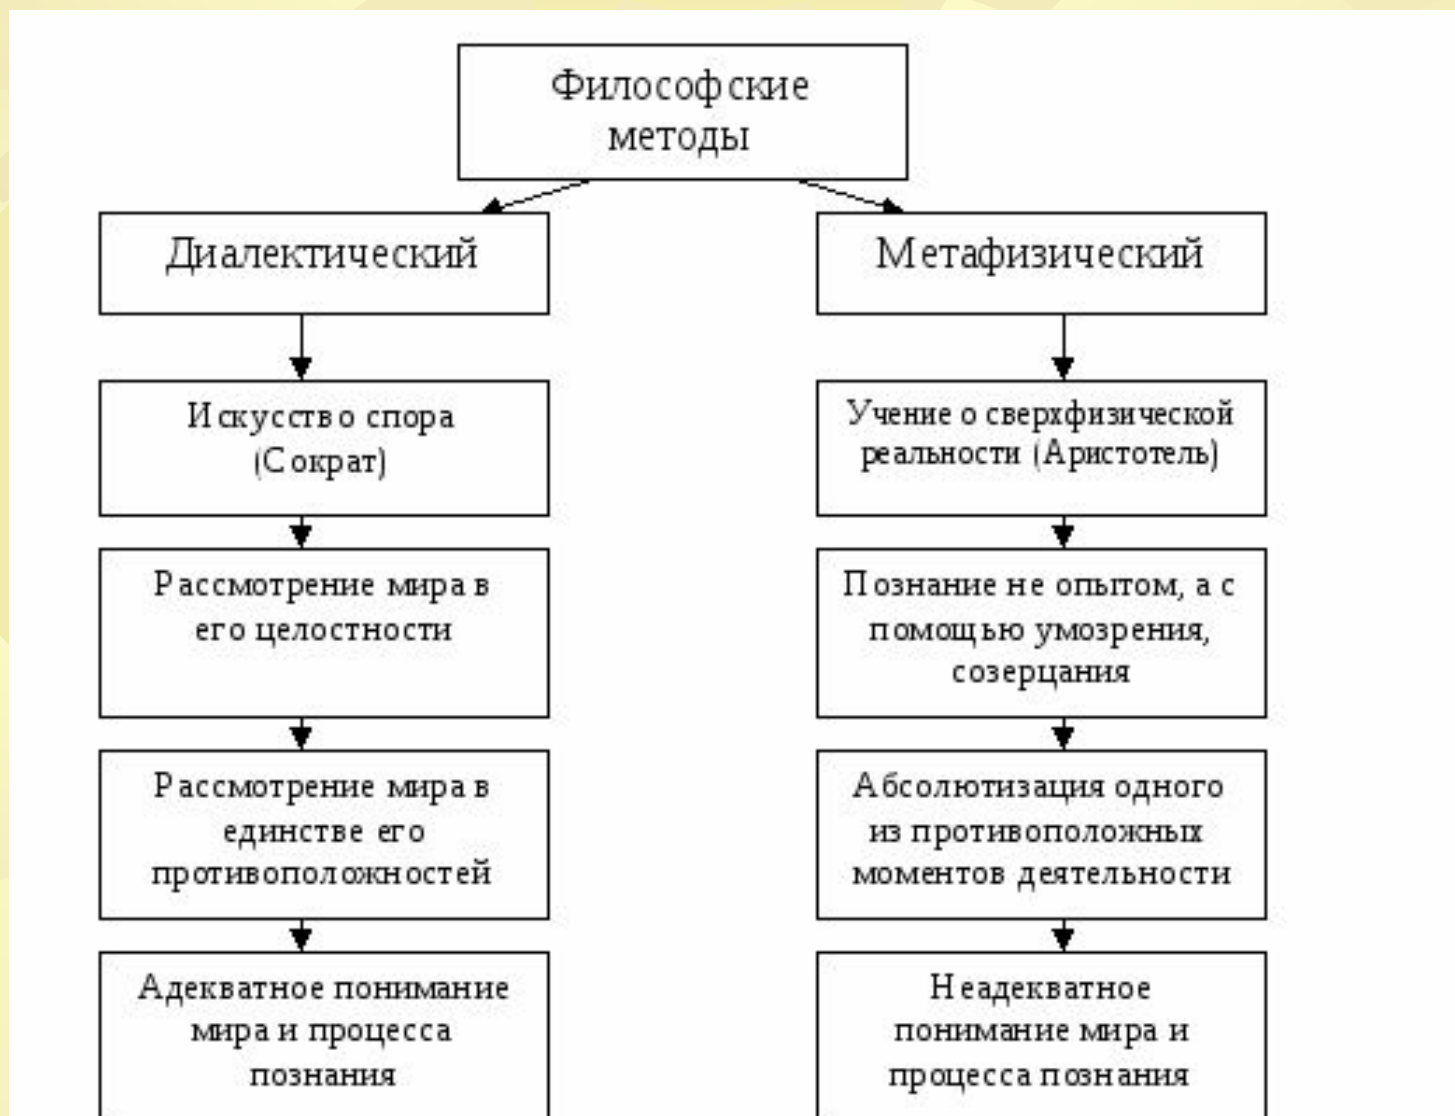 Философские
методы
Диалектический
Метафизический
Искусство спора
(Сократ)
Учение о сверхфизической
реальности (Аристотель)
Рассмотрение мира в
его целостности
Познание не опытом, а с
помощью умозрения,
созерцания
Рассмотрение мира в
единстве его
противоположностей
Абсолютизация одного
из противоположных
моментов деятельности
Адекватное понимание
мира и процесса
познания
Неадекватное
понимание мира и
процесса познания